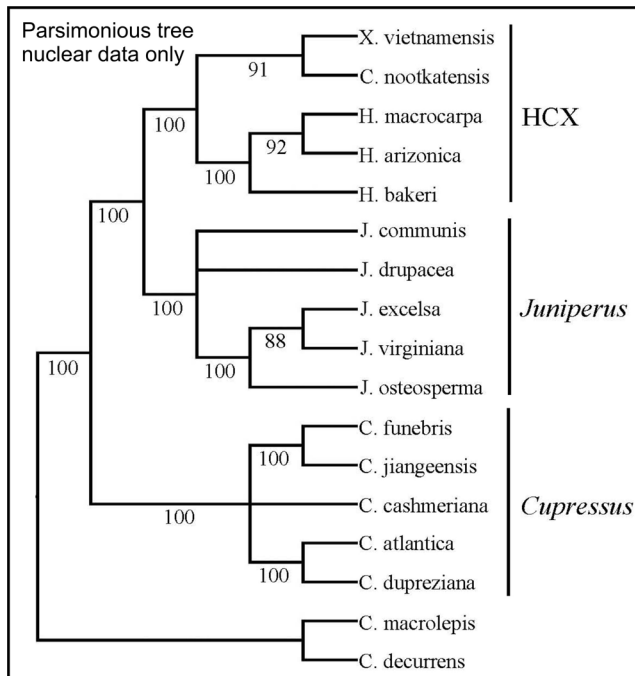 Parsimonious tree
nuclear data only
X. vietnamensis
91
C. nootkatensis
100
H. macrocarpa
HCX
92
H. arizonica
100
H. bakeri
100
J. communis
J. drupacea
100
J. excelsa
Juniperus
88
J. virginiana
100
J. osteosperma
100
C. funebris
100
C. jiangeensis
C. cashmeriana
Cupressus
100
C. atlantica
100
C. dupreziana
C. macrolepis
C. decurrens